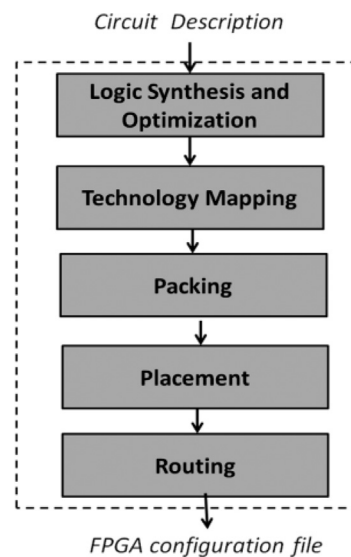 Circuit Description
Logic Synthesis and
Optimization
Technology Mapping
Packing
Placement
Routing
FPGA configuration file